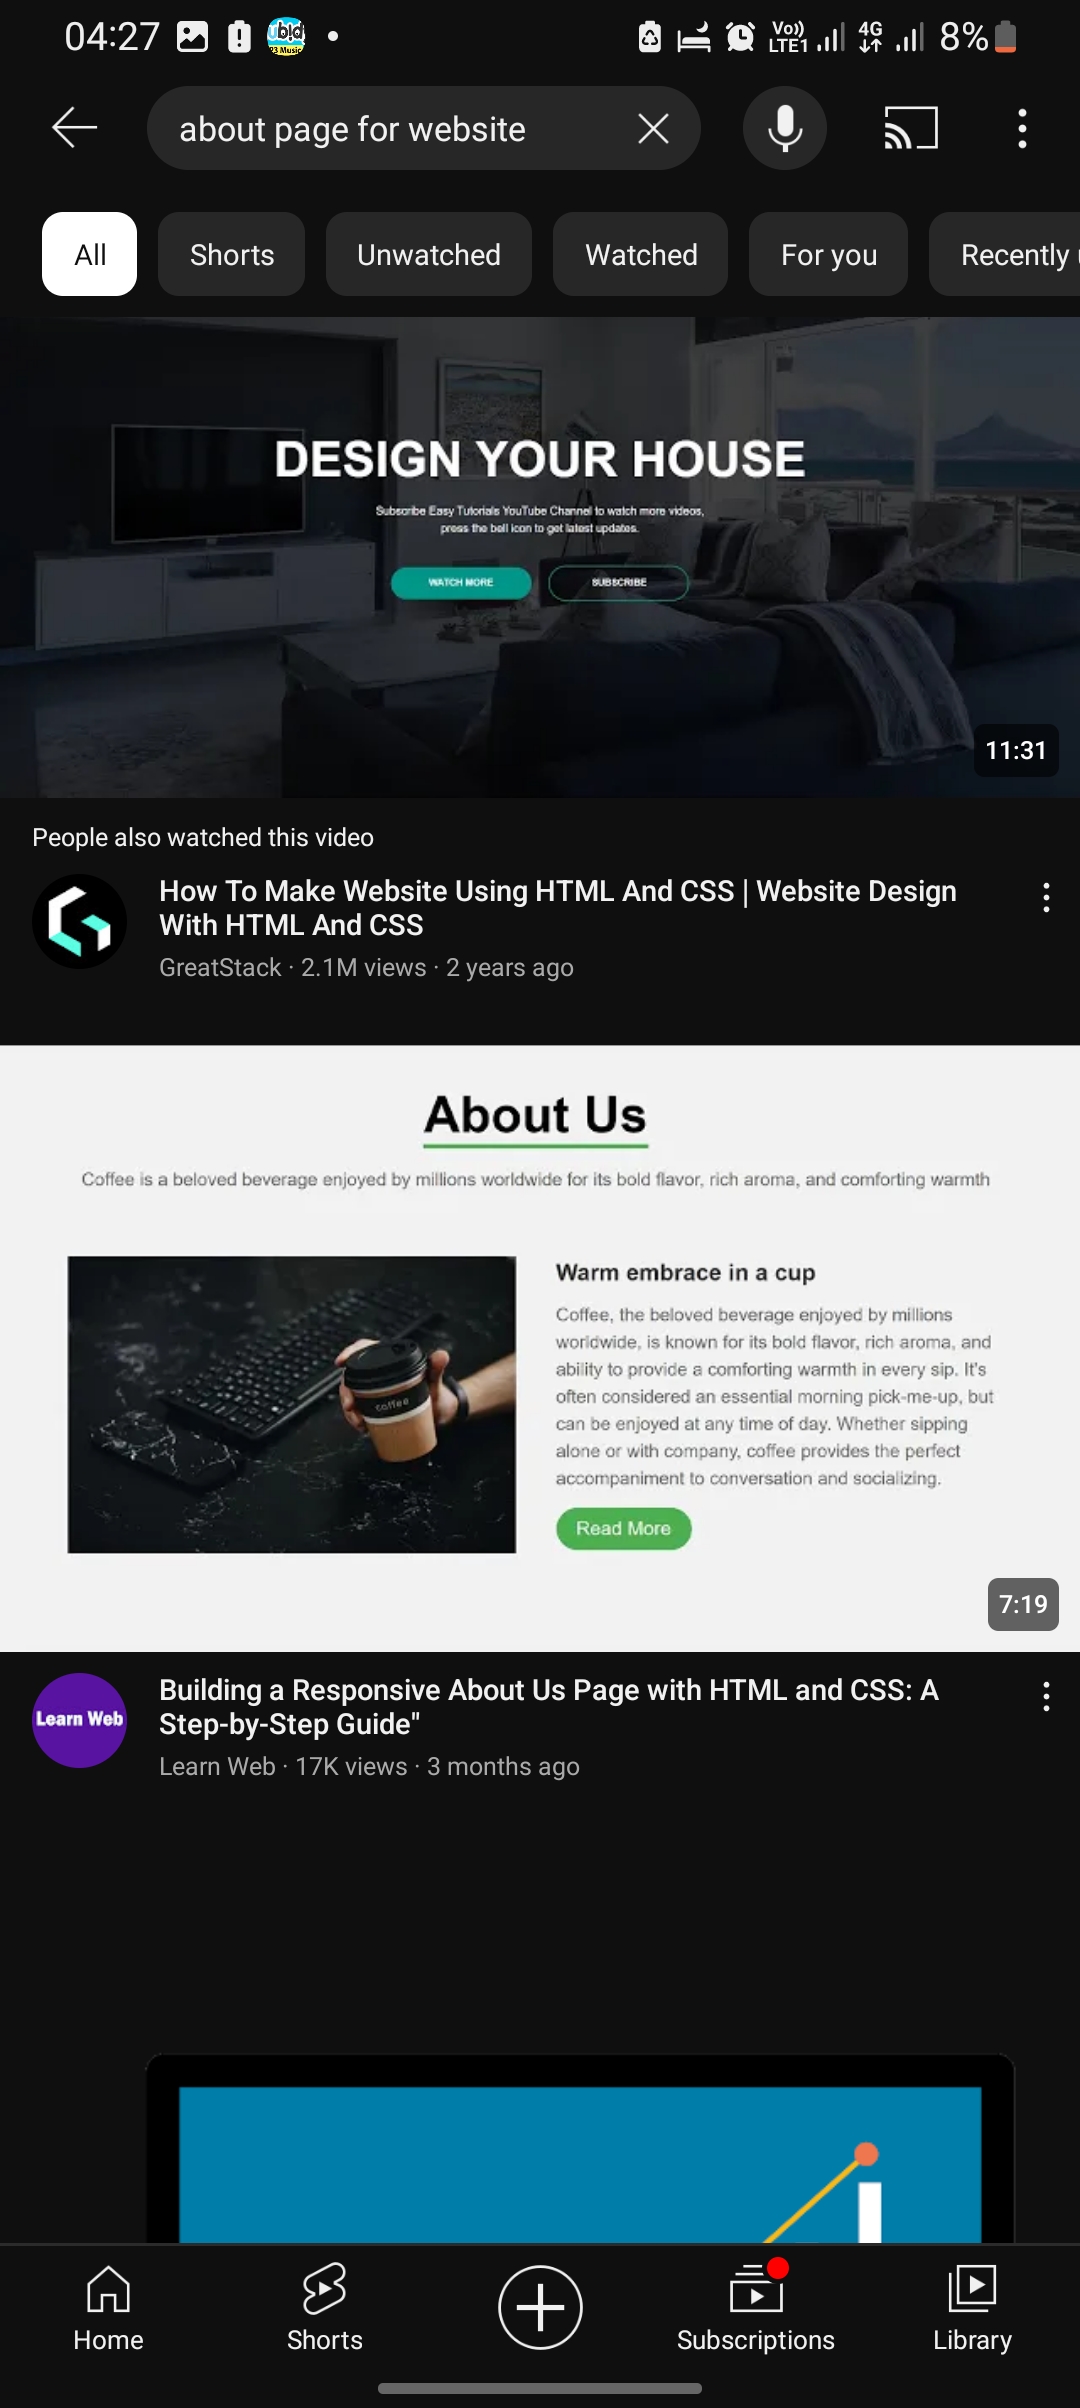 04:27
23 Music
Vo))
LTE1
4G
8%
about page for website
All
Shorts
Unwatched
Watched
For you
Recently
DESIGN YOUR HOUSE
Subscribe Easy Tutorials YouTube Channel to watch more videos,
press the bell icon to get latest updates.
WATCH MORE
SUBSCRIBE
11:31
People also watched this video
How To Make Website Using HTML And CSS | Website Design
With HTML And CSS
GreatStack · 2.1M views · 2 years ago
About Us
Coffee is a beloved beverage enjoyed by millions worldwide for its bold flavor, rich aroma, and comforting warmth
coffee
Warm embrace in a cup
Coffee, the beloved beverage enjoyed by millions
worldwide, is known for its bold flavor, rich aroma, and
ability to provide a comforting warmth in every sip. It's
often considered an essential morning pick-me-up, but
can be enjoyed at any time of day. Whether sipping
alone or with company, coffee provides the perfect
accompaniment to conversation and socializing.
Read More
7:19
Learn Web
Building a Responsive About Us Page with HTML and CSS: A
Step-by-Step Guide"
Learn Web · 17K views · 3 months ago
Home
Shorts
Subscriptions
Library